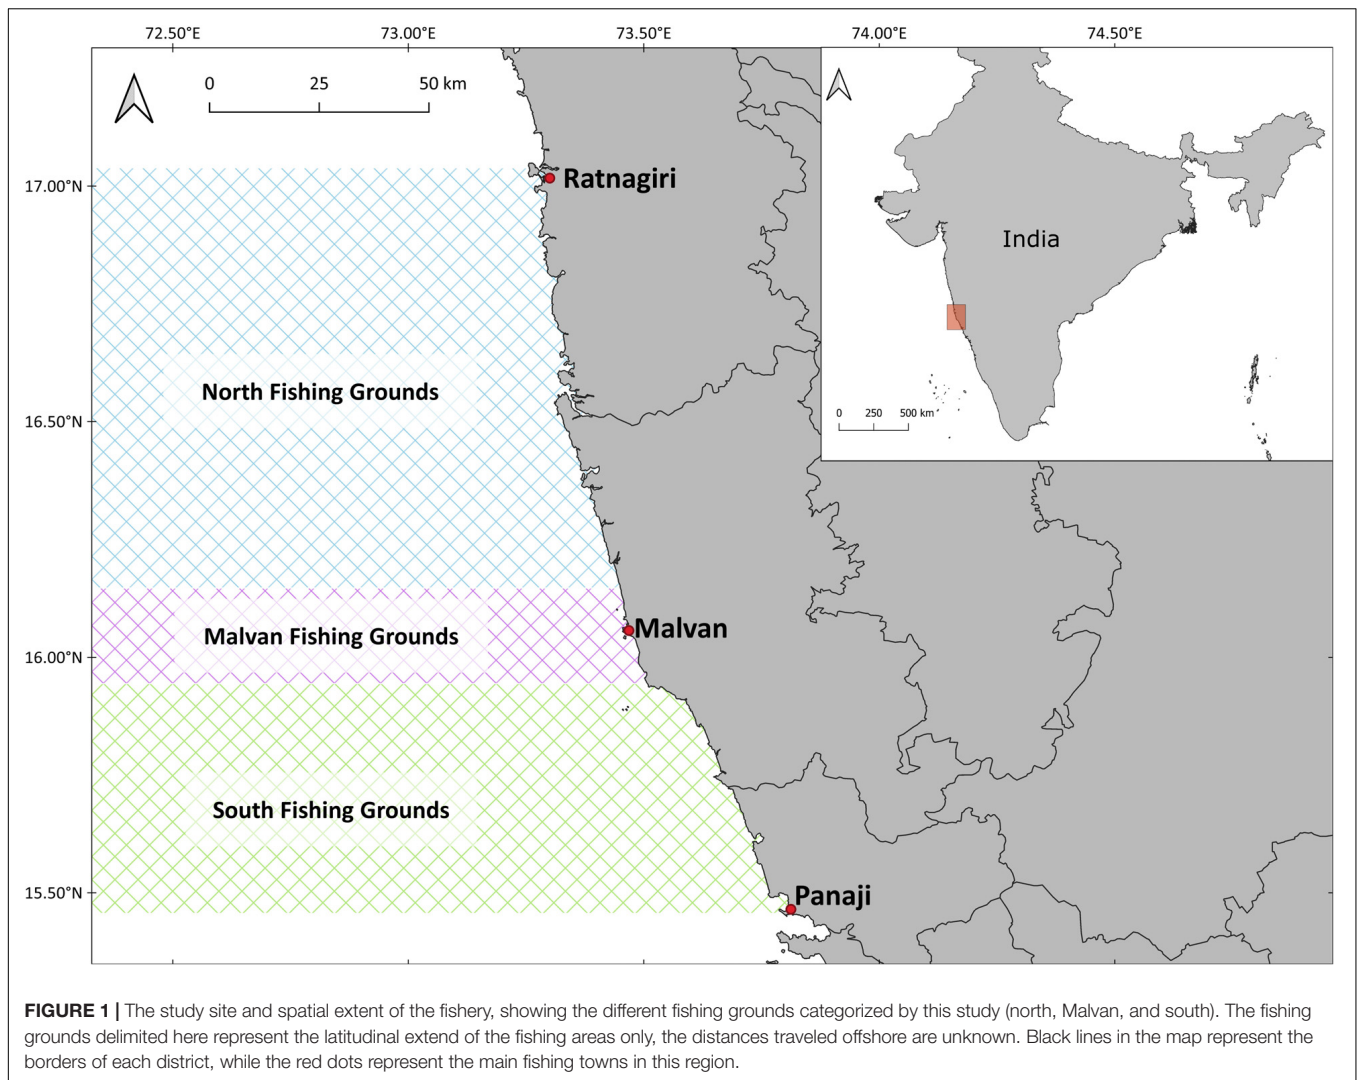 72.50°E 73.00°E 73.50°E 74.00°E 74.50°E
0 25 50 km
17.00°N
Ratnagiri
India
North Fishing Grounds
0 250 500 km
16.50°N
Malvan Fishing Grounds
Malvan
16.00°N
South Fishing Grounds
15.50°N
Panaji
FIGURE 1 | The study site and spatial extent of the fishery, showing the different fishing grounds categorized by this study (north, Malvan, and south). The fishing
grounds delimited here represent the latitudinal extend of the fishing areas only, the distances traveled offshore are unknown. Black lines in the map represent the
borders of each district, while the red dots represent the main fishing towns in this region.